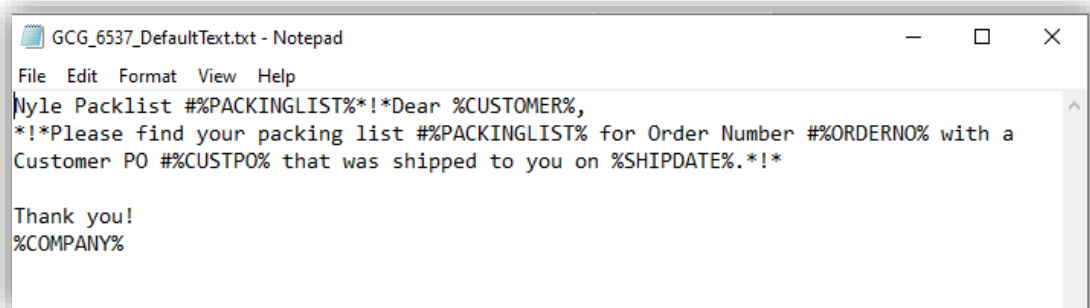 GCG_6537_DefaultText.txt - Notepad
File Edit Format View Help
Nyle Packlist #%PACKINGLIST%*!*Dear %CUSTOMER%,
*!*Please find your packing list #%PACKINGLIST% for Order Number #%ORDERNO% with a
Customer PO #%CUSTPO% that was shipped to you on %SHIPDATE%.*!*
Thank you!
%COMPANY%